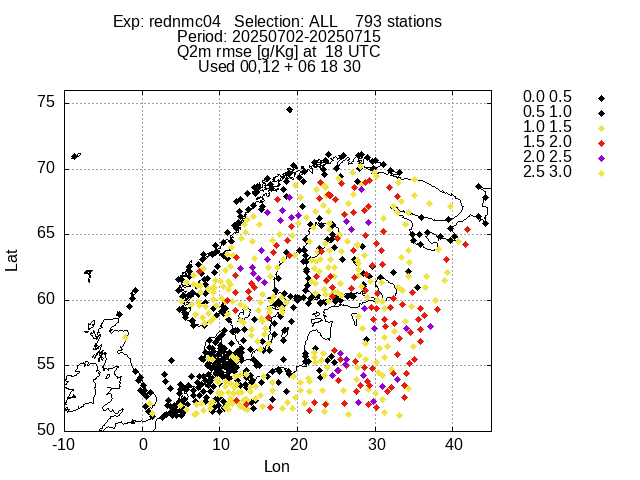 Exp: rednmc04   Selection: ALL    793 stations
Period: 20250702-20250715
Q2m rmse [g/Kg] at  18 UTC
Used 00,12 + 06 18 30
0.0 0.5
0.5 1.0
1.0 1.5
1.5 2.0
2.0 2.5
2.5 3.0
75
70
65
60
55
50
Lat
-10 0 10 20 30 40
Lon